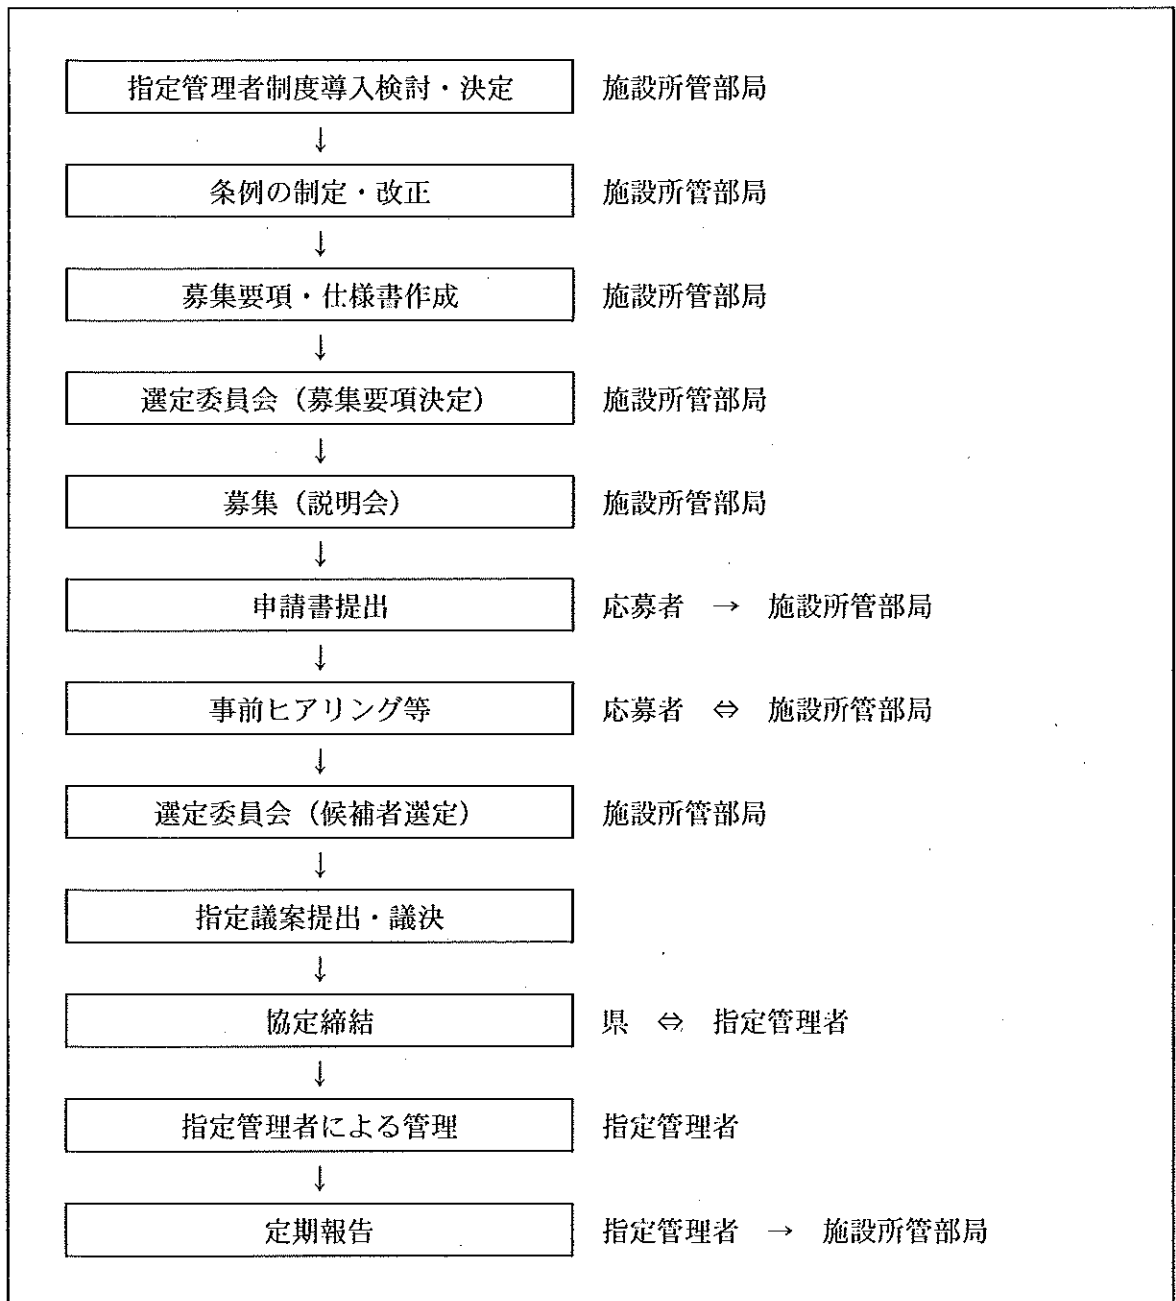 指定管理者制度導入検討・決定 施設所管部局
↓
条例の制定・改正 施設所管部局
↓
募集要項・仕様書作成 施設所管部局
↓
選定委員会（募集要項決定） 施設所管部局
↓
募集（説明会） 施設所管部局
↓
申請書提出 応募者 → 施設所管部局
↓
事前ヒアリング等 応募者 ⇔ 施設所管部局
↓
選定委員会（候補者選定） 施設所管部局
↓
指定議案提出・議決
↓
協定締結 県 ⇔ 指定管理者
↓
指定管理者による管理 指定管理者
↓
定期報告 指定管理者 → 施設所管部局